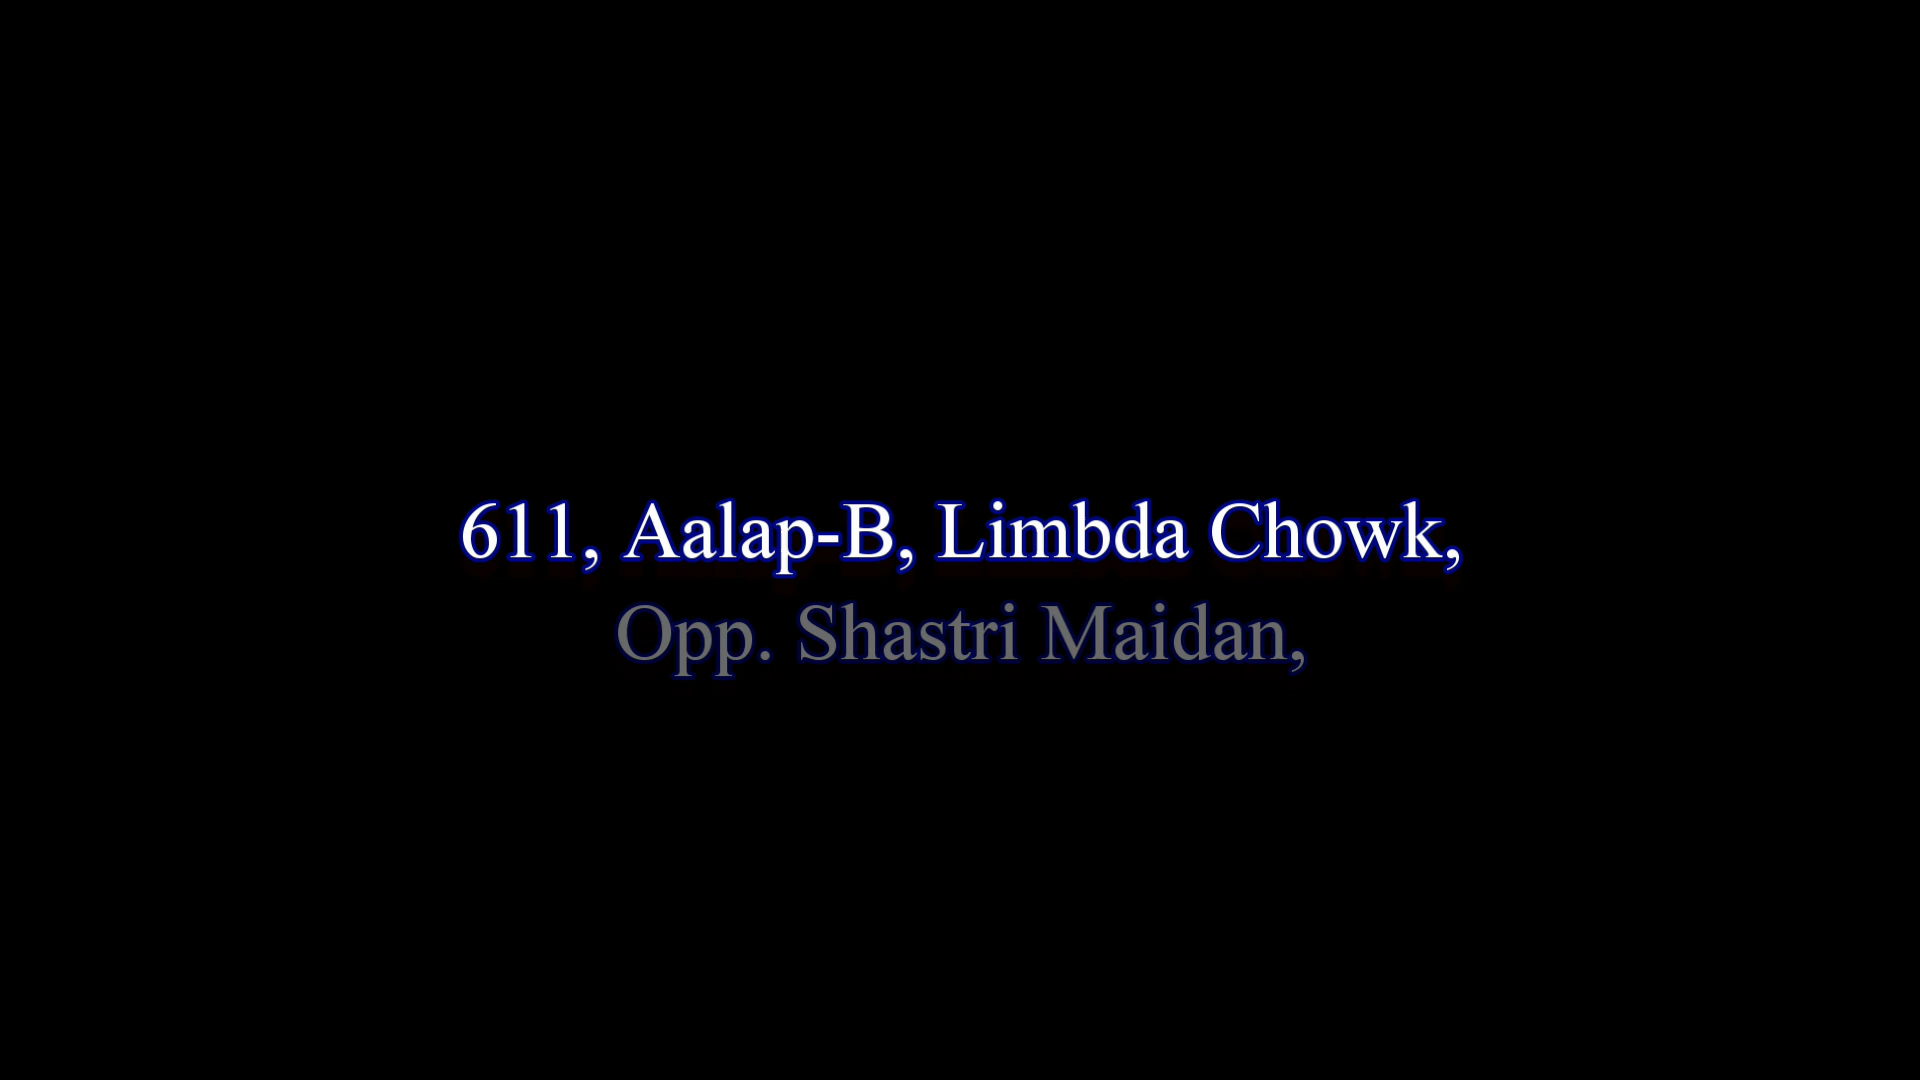 611, Aalap-B, Limbda Chowk,
Opp. Shastri Maidan,